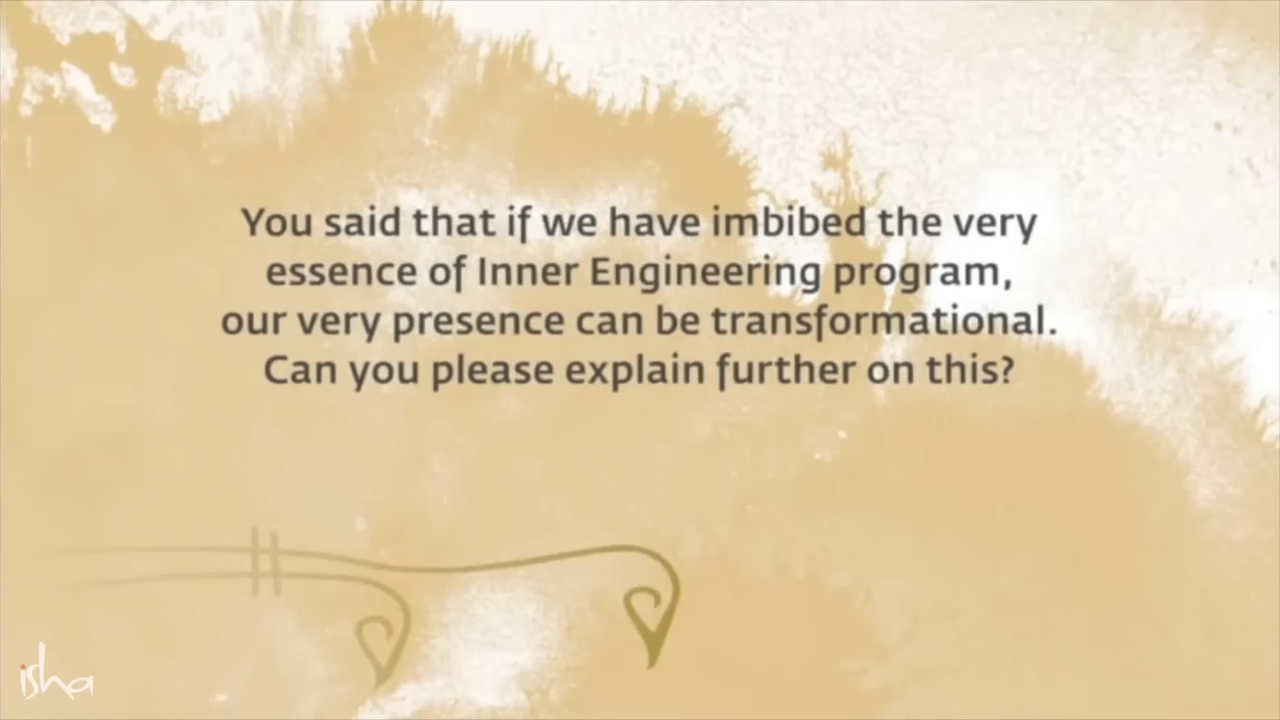 You said that if we have imbibed the very
essence of Inner Engineering program,
our very presence can be transformational.
Can you please explain further on this?
isha